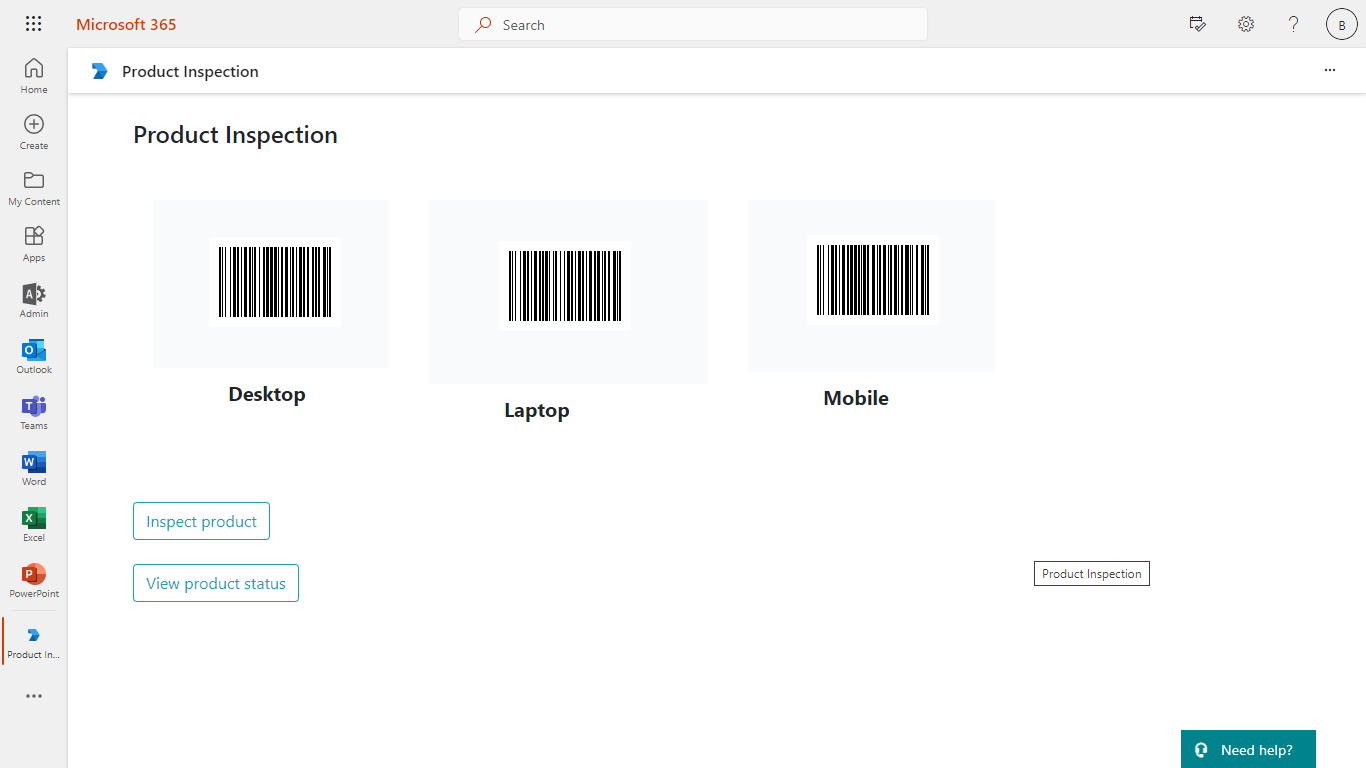 Microsoft 365
Search
B
Home
Create
My Content
Apps
Admin
Outlook
Teams
Word
Excel
PowerPoint
Product In...
Product Inspection
Product Inspection
Desktop
Laptop
Mobile
Inspect product
View product status
Product Inspection
Need help?